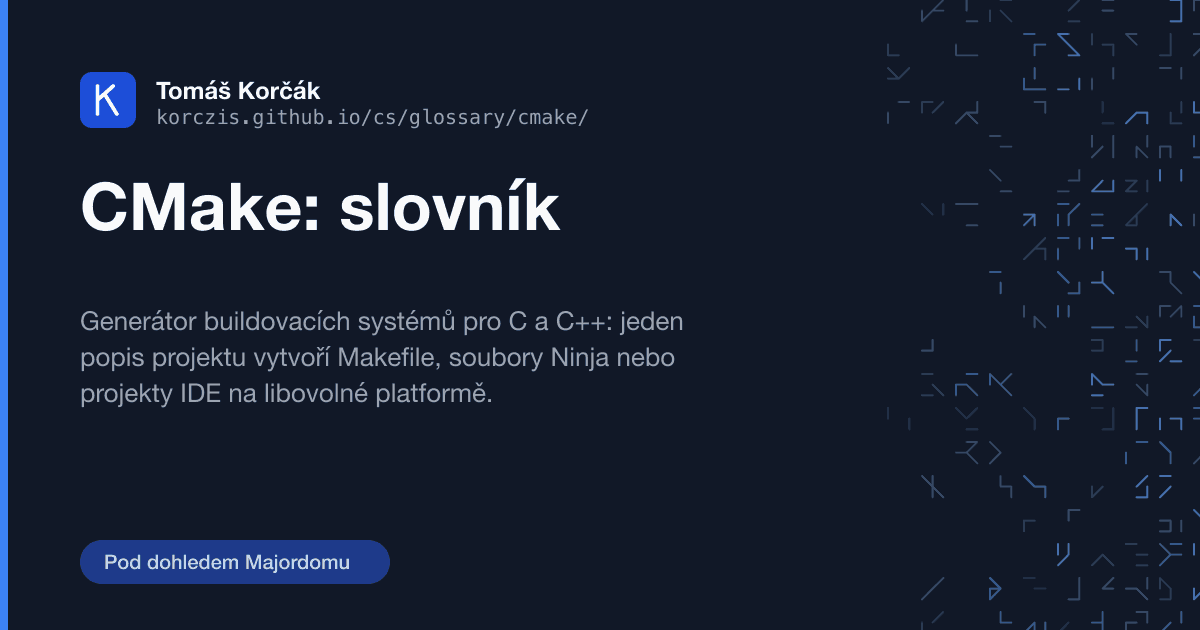 Tomáš Korčák
korczis.github.io/cs/glossary/cmake/
CMake: slovník
Generátor buildovacích systémů pro C a C++: jeden
popis projektu vytvoří Makefile, soubory Ninja nebo
projekty IDE na libovolné platformě.
Pod dohledem Majordomu